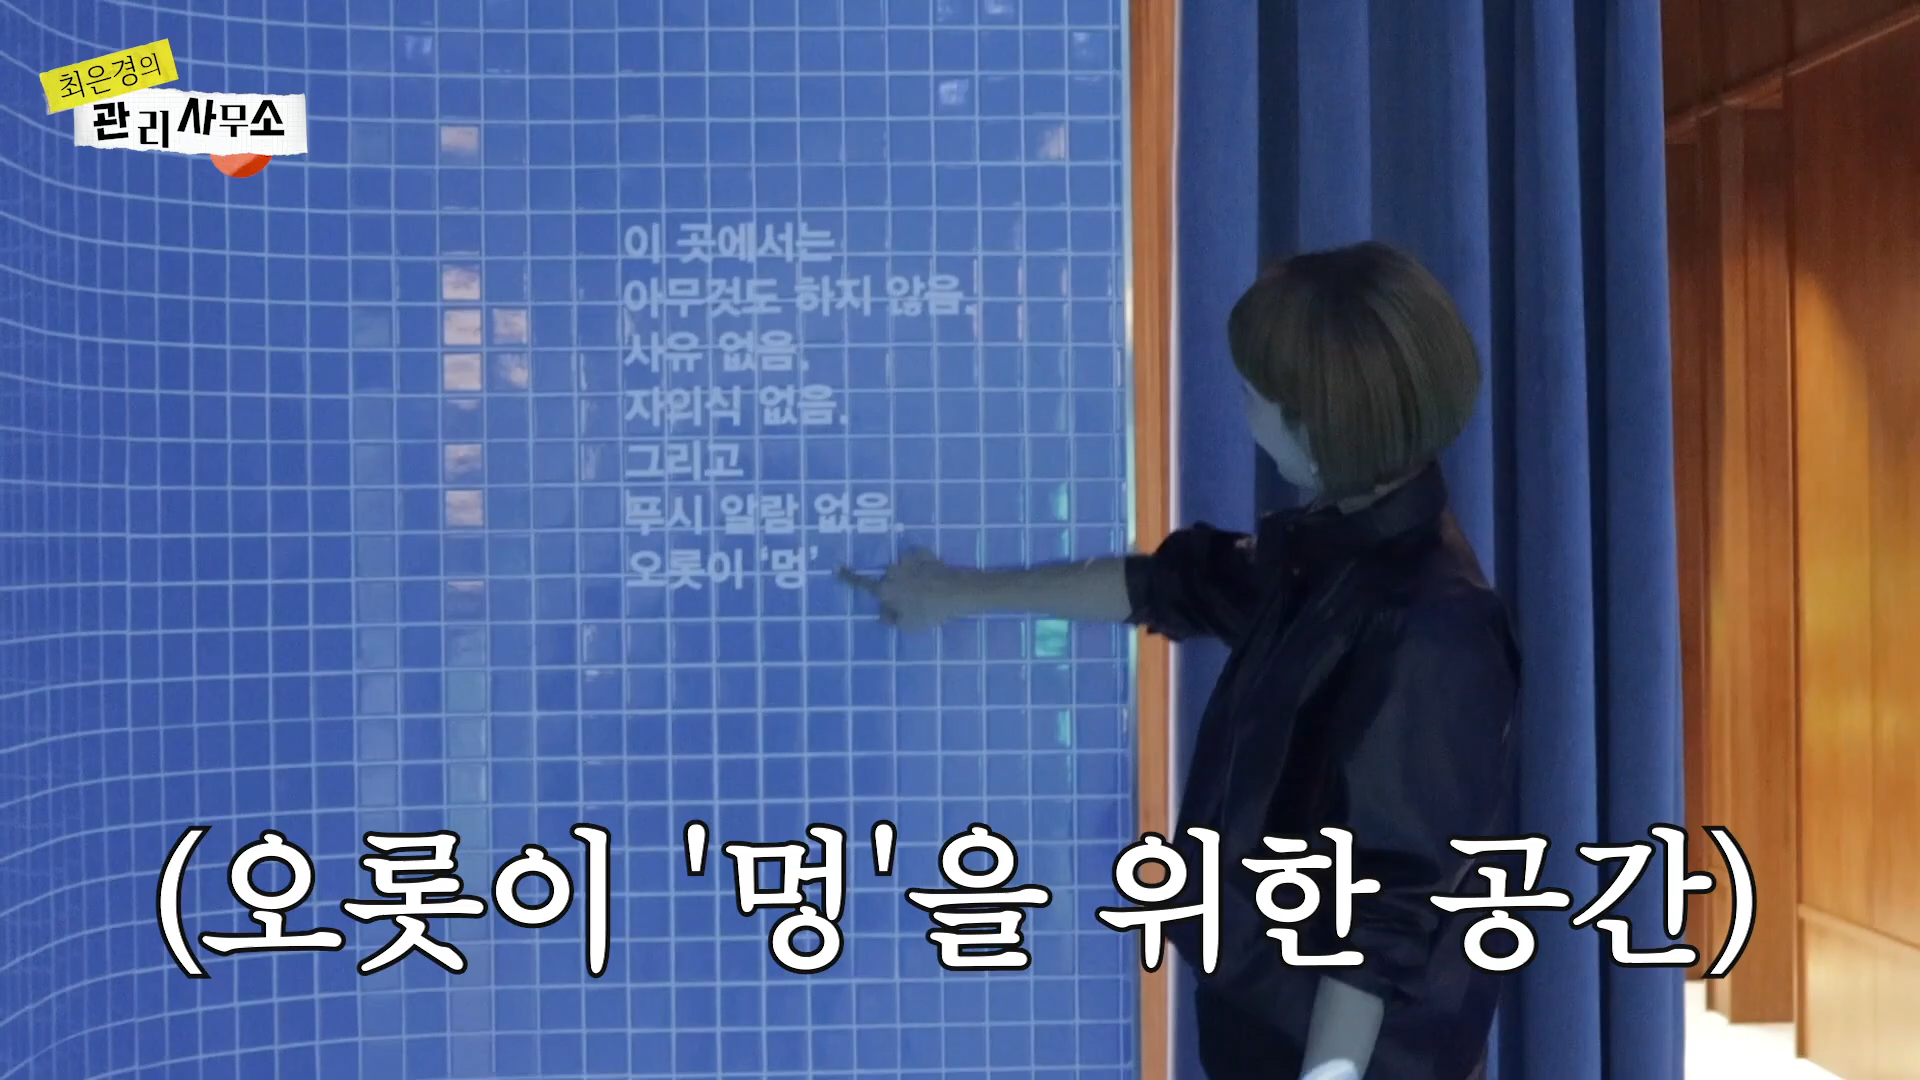 최은경의
관리사무소
이 곳에서는
아무것도 하지 않음.
사유 없음.
자의식 없음.
그리고
푸시 알람 없음.
오롯이 ‘멍’
(오롯이 '멍'을 위한 공간)